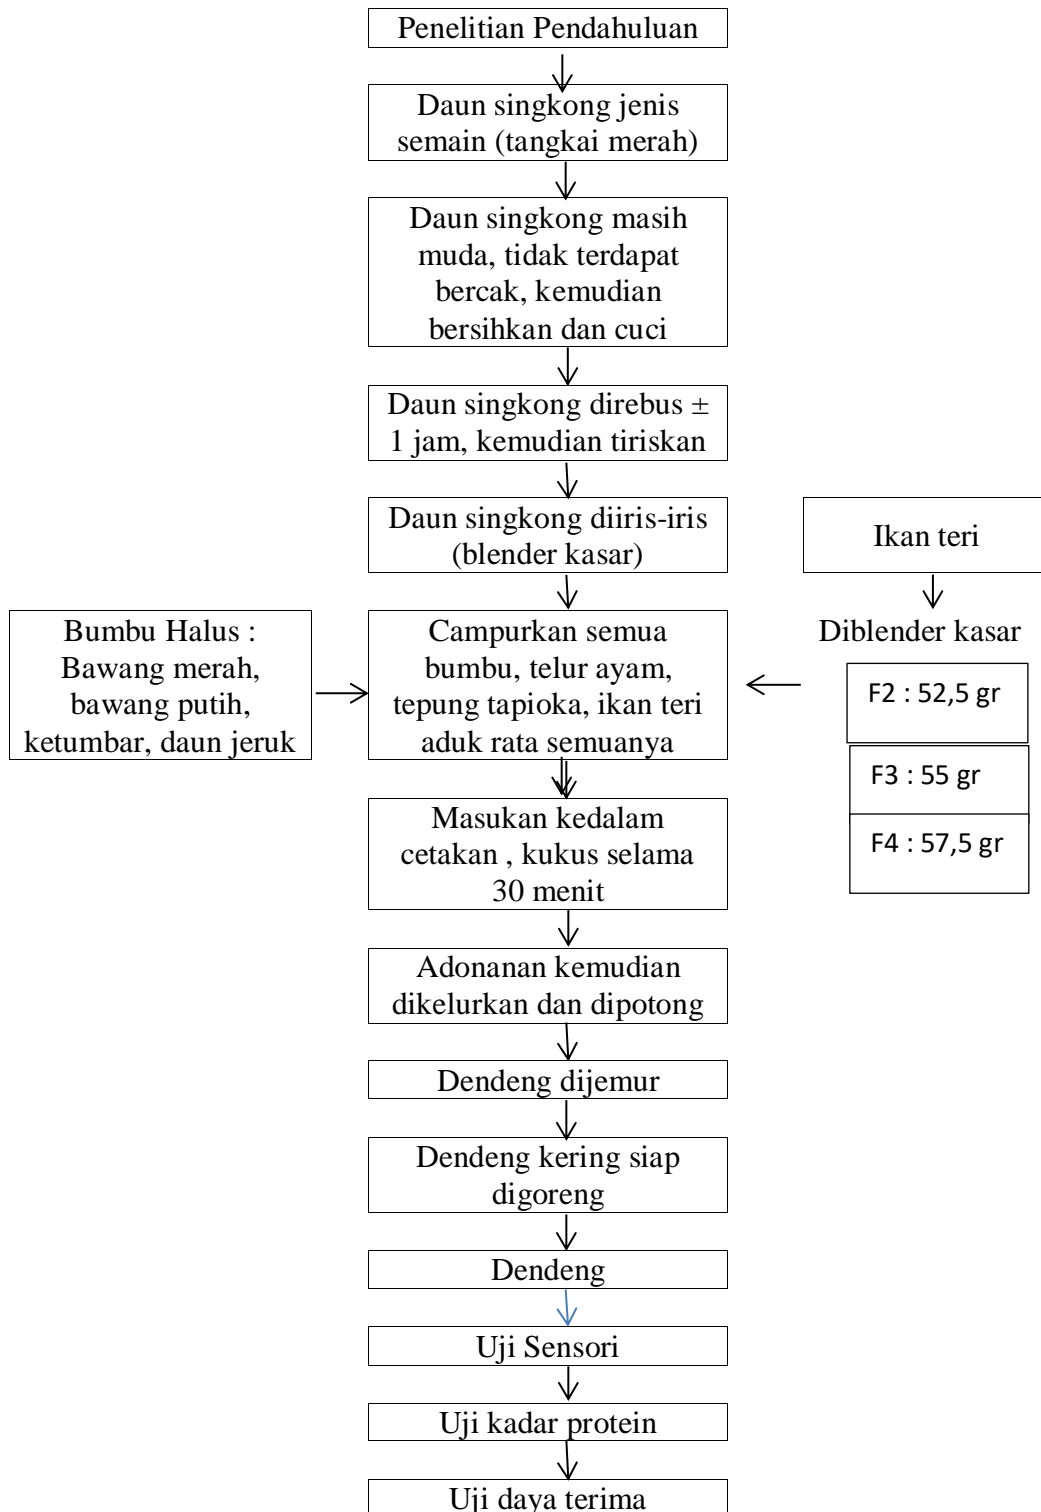 Penelitian Pendahuluan
Daun singkong jenis
semain (tangkai merah)
Daun singkong masih
muda, tidak terdapat
bercak, kemudian
bersihkan dan cuci
Daun singkong direbus ±
1 jam, kemudian tiriskan
Daun singkong diiris-iris
(blender kasar)
Ikan teri
Diblender kasar
F2 : 52,5 gr
F3 : 55 gr
F4 : 57,5 gr
Bumbu Halus :
Bawang merah,
bawang putih,
ketumbar, daun jeruk
Campurkan semua
bumbu, telur ayam,
tepung tapioka, ikan teri
aduk rata semuanya
Masukan kedalam
cetakan , kukus selama
30 menit
Adonanan kemudian
dikelurkan dan dipotong
Dendeng dijemur
Dendeng kering siap
digoreng
Dendeng
Uji Sensori
Uji kadar protein
Uji daya terima